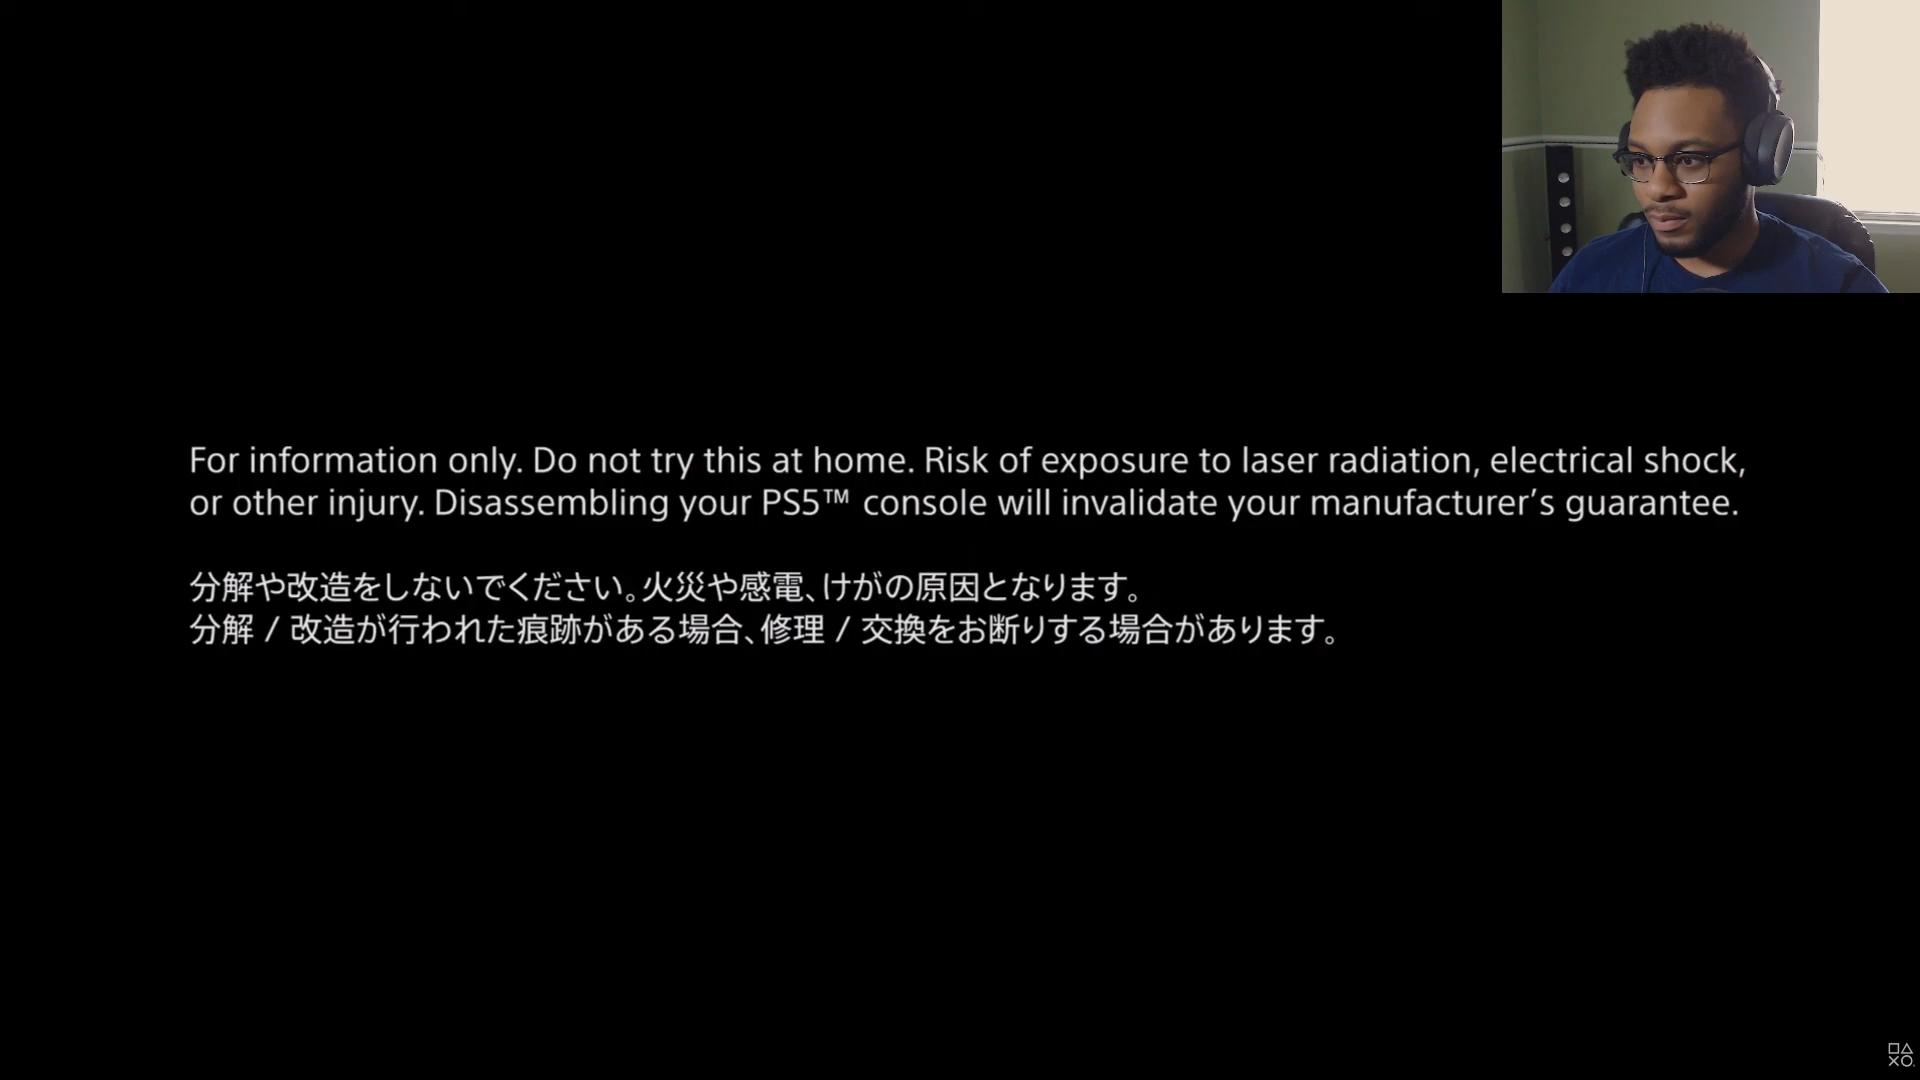 For information only. Do not try this at home. Risk of exposure to laser radiation, electrical shock,
or other injury. Disassembling your PS5™ console will invalidate your manufacturer’s guarantee.
分解や改造をしないでください。火災や感電、けがの原因となります。
分解 / 改造が行われた痕跡がある場合、修理 / 交換をお断りする場合があります。